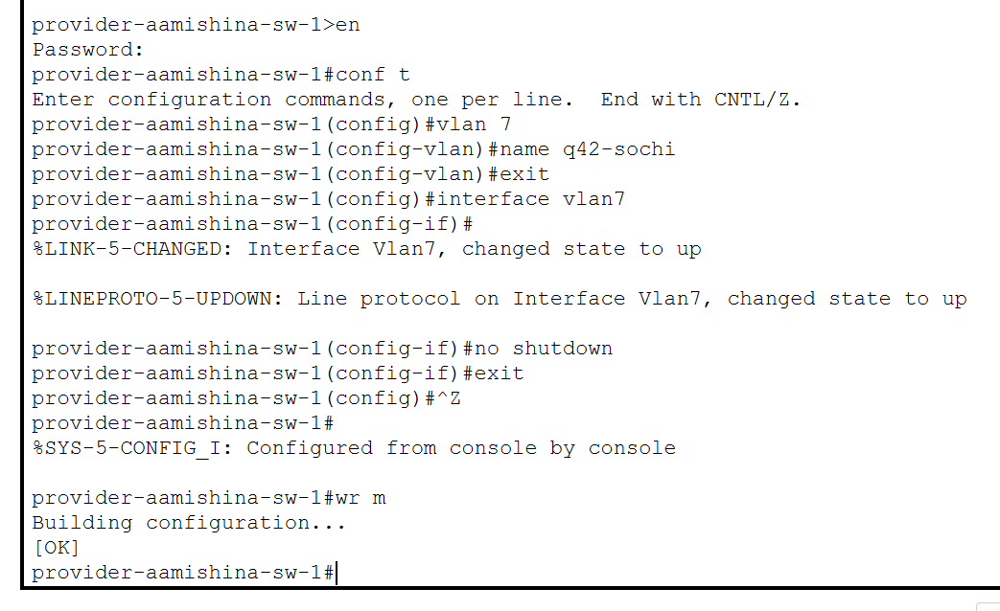 provider-aamishina-sw-1>en
Password:
provider-aamishina-sw-1#conf t
Enter configuration commands, one per line.  End with CNTL/Z.
provider-aamishina-sw-1(config)#vlan 7
provider-aamishina-sw-1(config-vlan)#name q42-sochi
provider-aamishina-sw-1(config-vlan)#exit
provider-aamishina-sw-1(config)#interface vlan7
provider-aamishina-sw-1(config-if)#
%LINK-5-CHANGED: Interface Vlan7, changed state to up
%LINEPROTO-5-UPDOWN: Line protocol on Interface Vlan7, changed state to up
provider-aamishina-sw-1(config-if)#no shutdown
provider-aamishina-sw-1(config-if)#exit
provider-aamishina-sw-1(config)#^Z
provider-aamishina-sw-1#
%SYS-5-CONFIG_I: Configured from console by console
provider-aamishina-sw-1#wr m
Building configuration...
[OK]
provider-aamishina-sw-1#